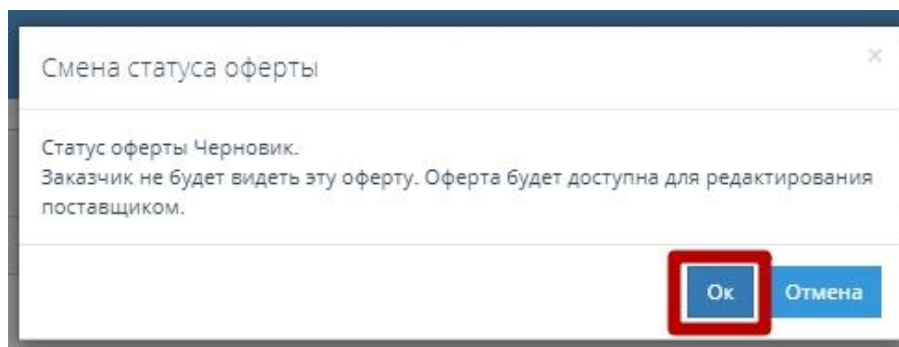 Смена статуса оферты
×
Статус оферты Черновик.
Заказчик не будет видеть эту оферту. Оферта будет доступна для редактирования
поставщиком.
Ок Отмена